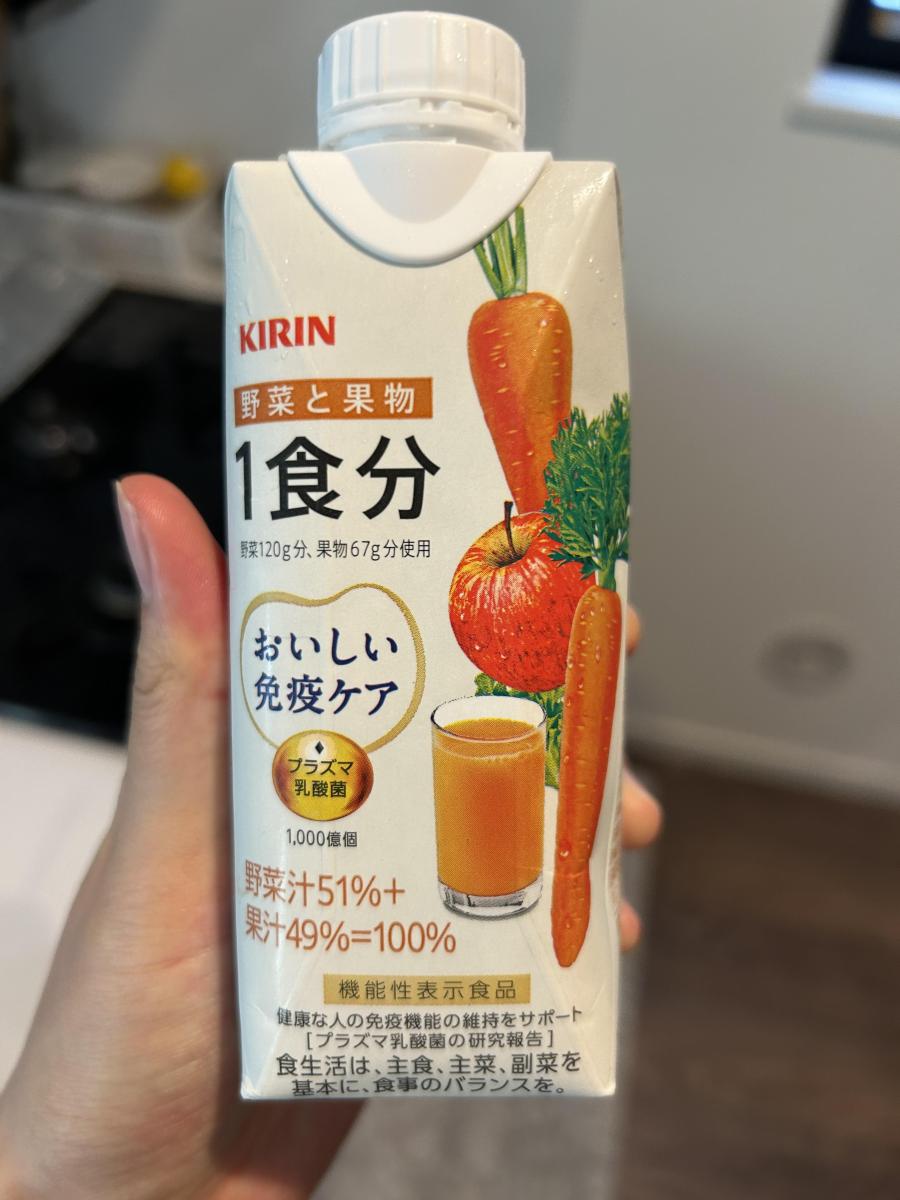 KIRIN
野菜と果物
1食分
野菜120g分、果物67g分使用
おいしい
免疫ケア
プラズマ
乳酸菌
1,000億個
野菜汁51%+
果汁49%=100%
機能性表示食品
健康な人の免疫機能の維持をサポート
[プラズマ乳酸菌の研究報告]
食生活は、主食、主菜、副菜を
基本に、食事のバランスを。